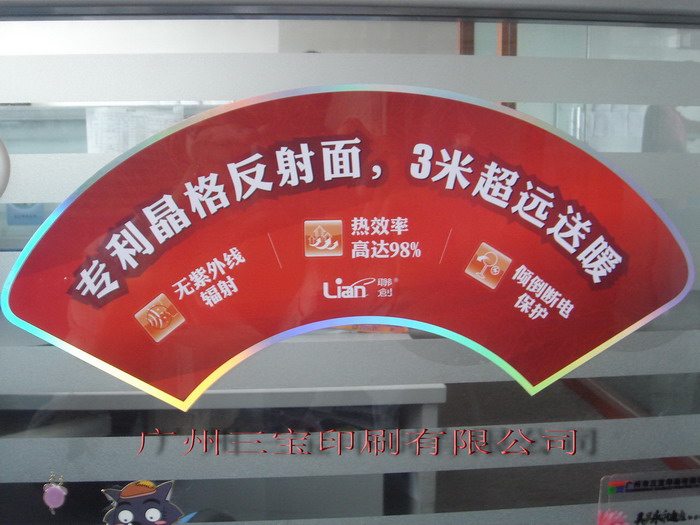 专利晶格反射面，3米超远送暖
无紫外线
辐射
热效率
高达98%
倾倒断电
保护
Lian 联创®
广州三宝印刷有限公司